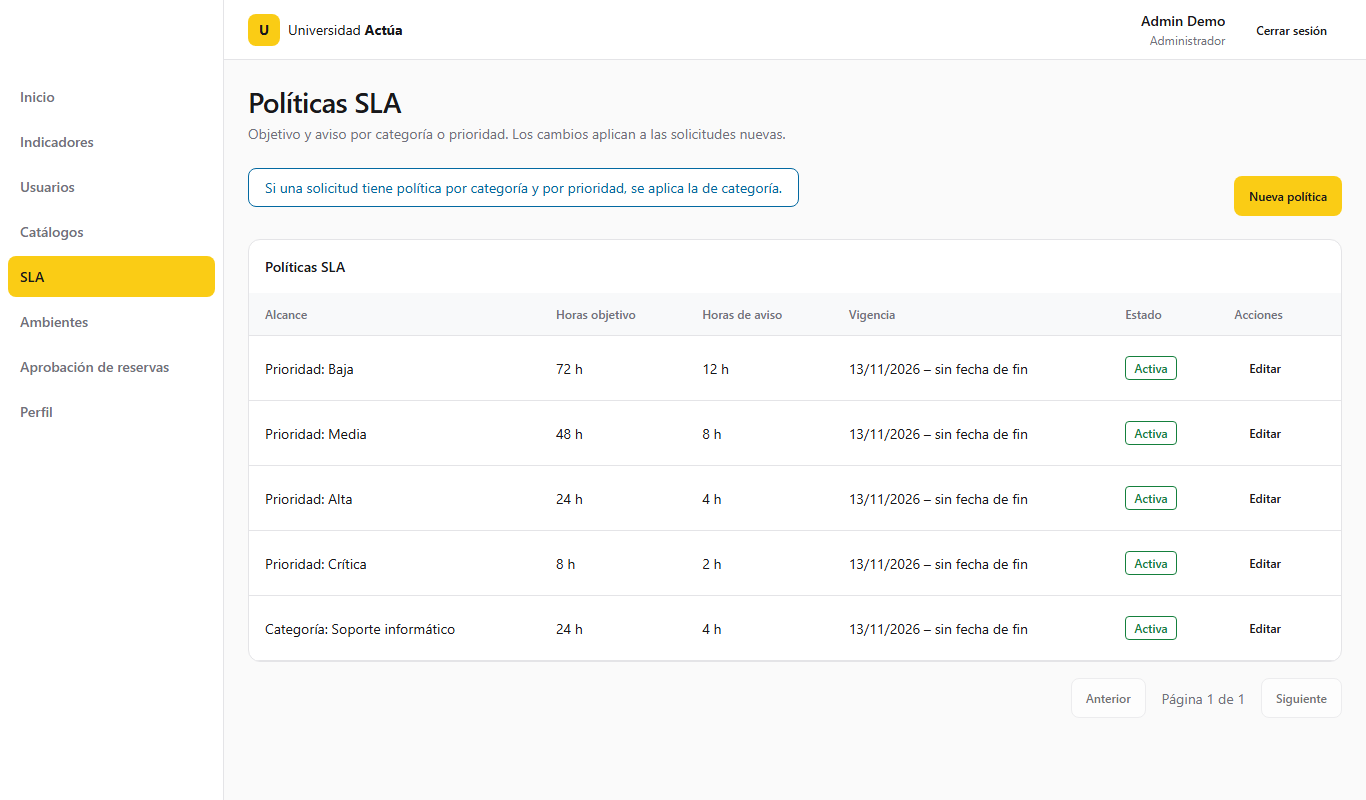 U Universidad Actúa
Admin Demo
Administrador
Cerrar sesión
Inicio
Indicadores
Usuarios
Catálogos
SLA
Ambientes
Aprobación de reservas
Perfil
Políticas SLA
Objetivo y aviso por categoría o prioridad. Los cambios aplican a las solicitudes nuevas.
Si una solicitud tiene política por categoría y por prioridad, se aplica la de categoría.
Nueva política
Políticas SLA
Alcance Horas objetivo Horas de aviso Vigencia Estado Acciones
Prioridad: Baja 72 h 12 h 13/11/2026 – sin fecha de fin Activa Editar
Prioridad: Media 48 h 8 h 13/11/2026 – sin fecha de fin Activa Editar
Prioridad: Alta 24 h 4 h 13/11/2026 – sin fecha de fin Activa Editar
Prioridad: Crítica 8 h 2 h 13/11/2026 – sin fecha de fin Activa Editar
Categoría: Soporte informático 24 h 4 h 13/11/2026 – sin fecha de fin Activa Editar
Anterior Página 1 de 1 Siguiente